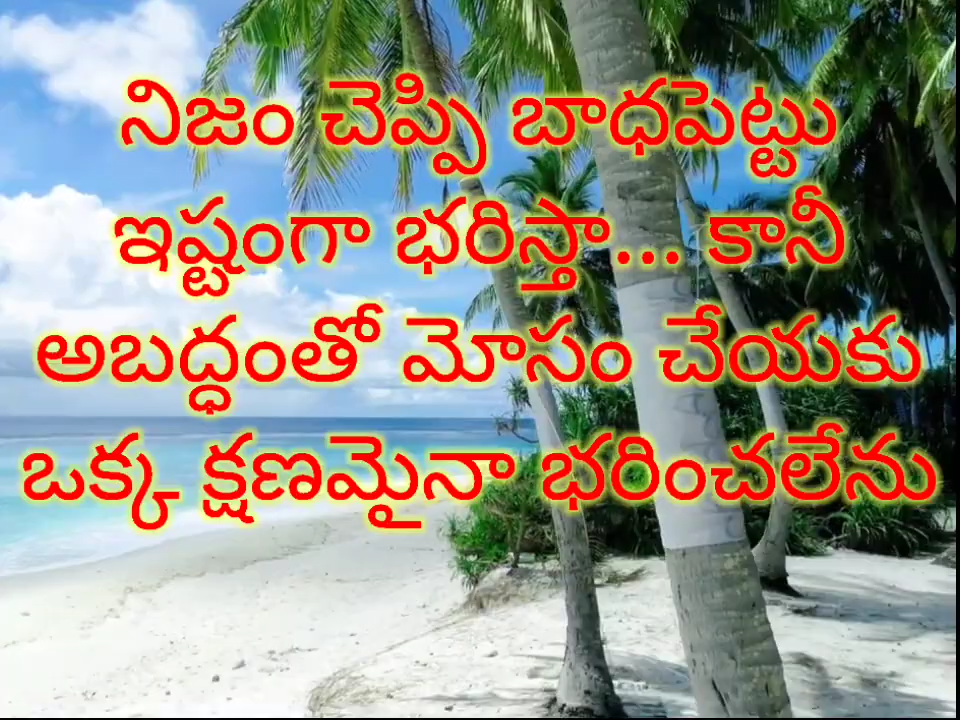 నిజం చెప్పి బాధపెట్టు
ఇష్టంగా భరిస్తా... కానీ
అబద్ధంతో మోసం చేయకు
ఒక్క క్షణమైనా భరించలేను